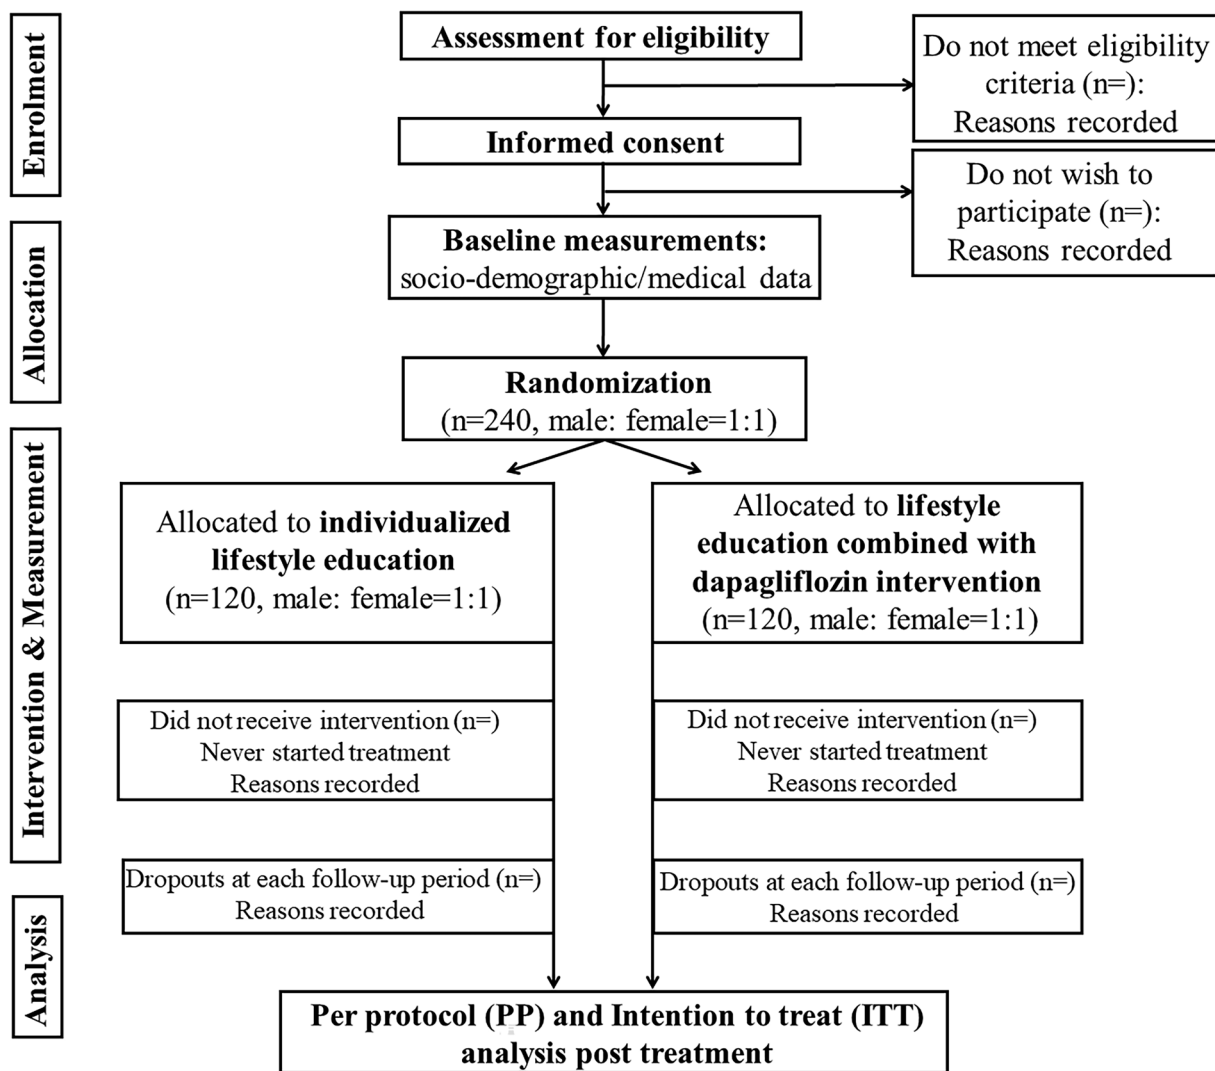 Enrolment
Assessment for eligibility
Do not meet eligibility
criteria (n=):
Reasons recorded
Informed consent
Do not wish to
participate (n=):
Reasons recorded
Allocation
Baseline measurements:
socio-demographic/medical data
Randomization
(n=240, male: female=1:1)
Intervention & Measurement
Allocated to individualized
lifestyle education
(n=120, male: female=1:1)
Allocated to lifestyle
education combined with
dapagliflozin intervention
(n=120, male: female=1:1)
Did not receive intervention (n=)
Never started treatment
Reasons recorded
Did not receive intervention (n=)
Never started treatment
Reasons recorded
Dropouts at each follow-up period (n=)
Reasons recorded
Dropouts at each follow-up period (n=)
Reasons recorded
Analysis
Per protocol (PP) and Intention to treat (ITT)
analysis post treatment